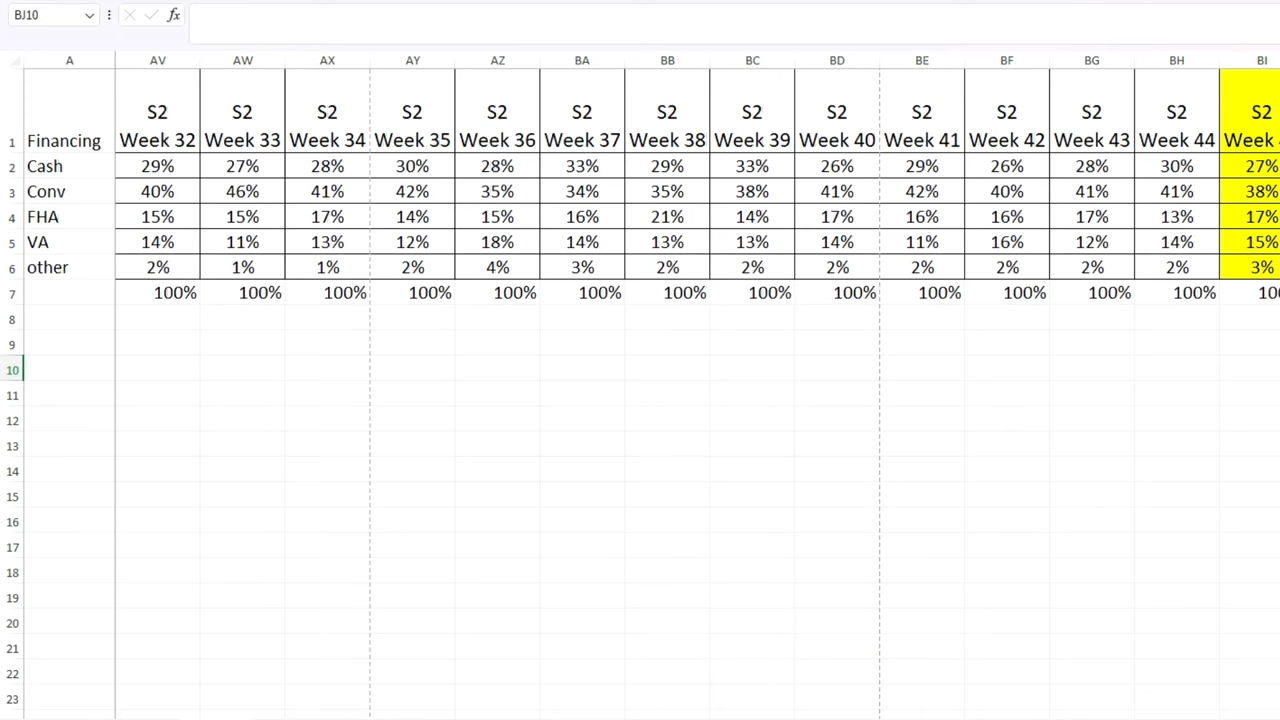 BJ10 fx
A AV AW AX AY AZ BA BB BC BD BE BF BG BH BI
S2 S2 S2 S2 S2 S2 S2 S2 S2 S2 S2 S2 S2 S2
1 Financing Week 32 Week 33 Week 34 Week 35 Week 36 Week 37 Week 38 Week 39 Week 40 Week 41 Week 42 Week 43 Week 44 Week
2 Cash 29% 27% 28% 30% 28% 33% 29% 33% 26% 29% 26% 28% 30% 27%
3 Conv 40% 46% 41% 42% 35% 34% 35% 38% 41% 42% 40% 41% 41% 38%
4 FHA 15% 15% 17% 14% 15% 16% 21% 14% 17% 16% 16% 17% 13% 17%
5 VA 14% 11% 13% 12% 18% 14% 13% 13% 14% 11% 16% 12% 14% 15%
6 other 2% 1% 1% 2% 4% 3% 2% 2% 2% 2% 2% 2% 2% 3%
7 100% 100% 100% 100% 100% 100% 100% 100% 100% 100% 100% 100% 100%
8
9
10
11
12
13
14
15
16
17
18
19
20
21
22
23